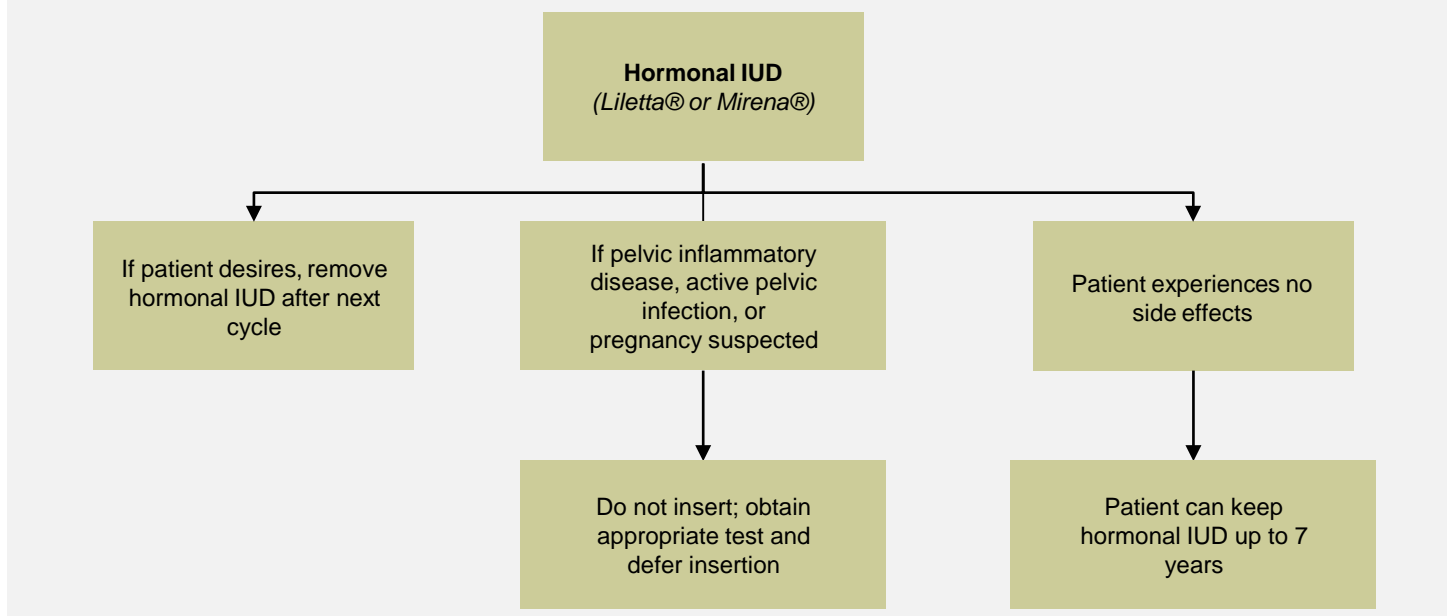 Hormonal IUD
(Liletta® or Mirena®)
If patient desires, remove
hormonal IUD after next
cycle
If pelvic inflammatory
disease, active pelvic
infection, or
pregnancy suspected
Patient experiences no
side effects
Do not insert; obtain
appropriate test and
defer insertion
Patient can keep
hormonal IUD up to 7
years